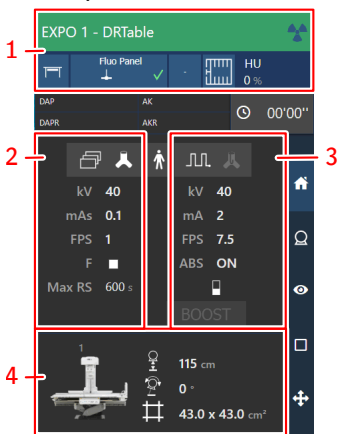 EXPO 1 - DRTable
1
Fluo Panel
HU
0 %
DAP AK
DAPR AKR
00'00''
2
3
kV 40
mAs 0.1
FPS 1
F
Max RS 600 s
kV 40
mA 2
FPS 7.5
ABS ON
BOOST
4
1
115 cm
0 °
43.0 x 43.0 cm²